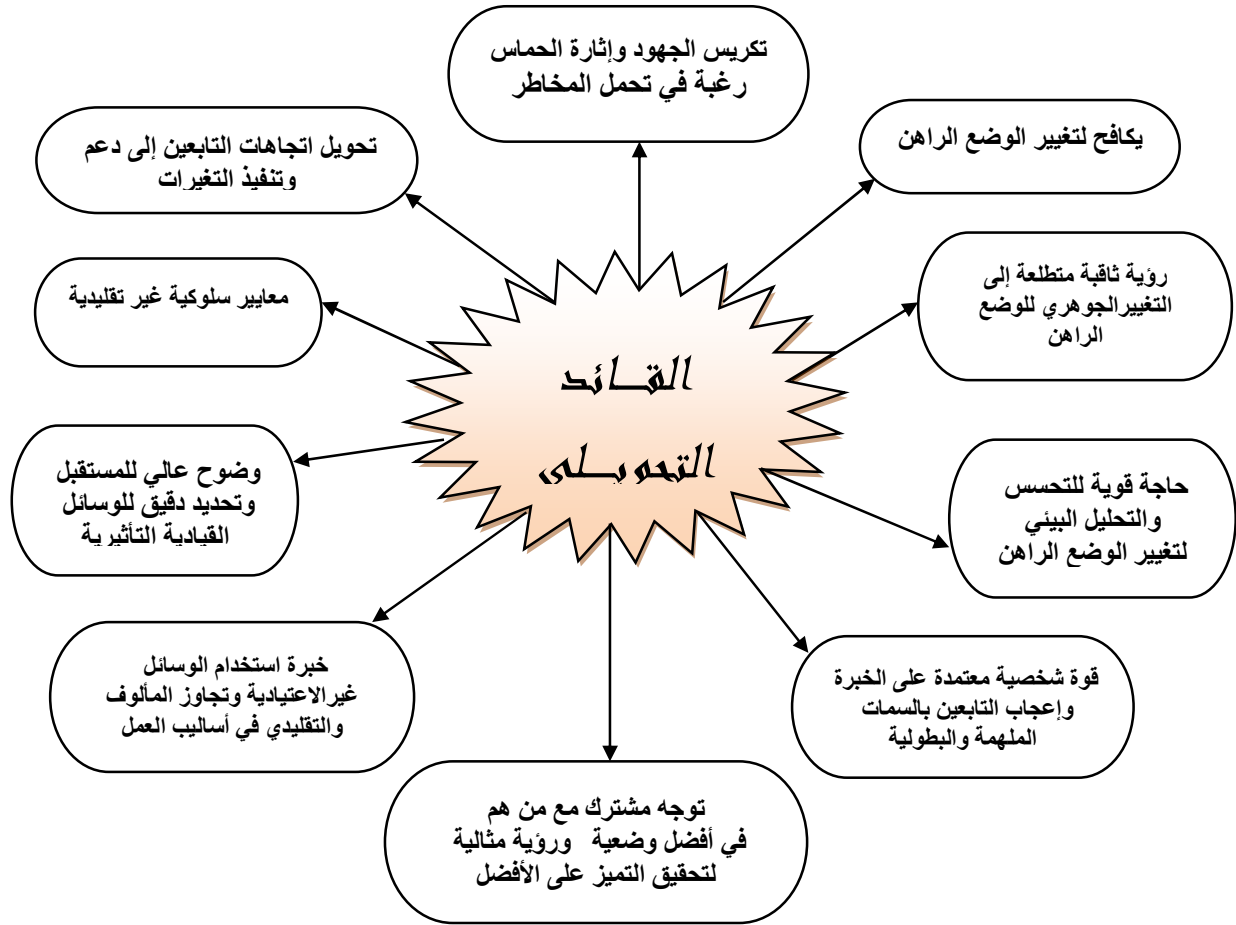 تكريس الجهود وإثارة الحماس
رغبة في تحمل المخاطر
يكافح لتغيير الوضع الراهن
تحويل اتجاهات التابعين إلى دعم
وتنفيذ التغيرات
رؤية ثاقبة متطلعة إلى
التغييرالجوهري للوضع
الراهن
معايير سلوكية غير تقليدية
القــائد
التحويــلي
حاجة قوية للتحسس
والتحليل البيئي
لتغيير الوضع الراهن
وضوح عالي للمستقبل
وتحديد دقيق للوسائل
القيادية التأثيرية
قوة شخصية معتمدة على الخبرة
وإعجاب التابعين بالسمات
الملهمة والبطولية
خبرة استخدام الوسائل
غيرالاعتيادية وتجاوز المألوف
والتقليدي في أساليب العمل
توجه مشترك مع من هم
في أفضل وضعية ورؤية مثالية
لتحقيق التميز على الأفضل